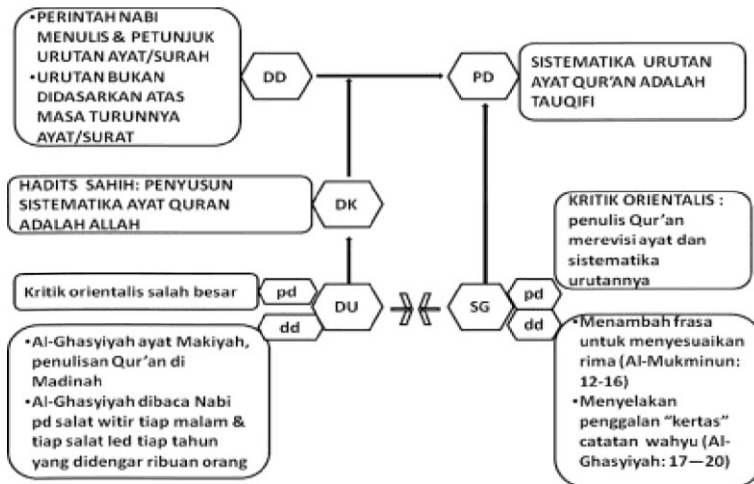 •PERINTAH NABI
MENULIS & PETUNJUK
URUTAN AYAT/SURAH
•URUTAN BUKAN
DIDASARKAN ATAS
MASA TURUNNYA
AYAT/SURAT
DD
PD
SISTEMATIKA URUTAN
AYAT QUR'AN ADALAH
TAUQIFI
HADITS SAHIH: PENYUSUN
SISTEMATIKA AYAT QURAN
ADALAH ALLAH
DK
KRITIK ORIENTALIS :
penulis Qur'an
merevisi ayat dan
sistematika
urutannya
Kritik orientalis salah besar
pd
dd
DU
SG
pd
dd
•Al-Ghasyiyah ayat Makiyah,
penulisan Qur'an di
Madinah
•Al-Ghasyiyah dibaca Nabi
pd salat witir tiap malam &
tiap salat Ied tiap tahun
yang didengar ribuan orang
•Menambah frasa
untuk menyesuaikan
rima (Al-Mukminun:
12-16)
•Menyelakan
penggalan "kertas"
catatan wahyu (Al-
Ghasyiyah: 17—20)